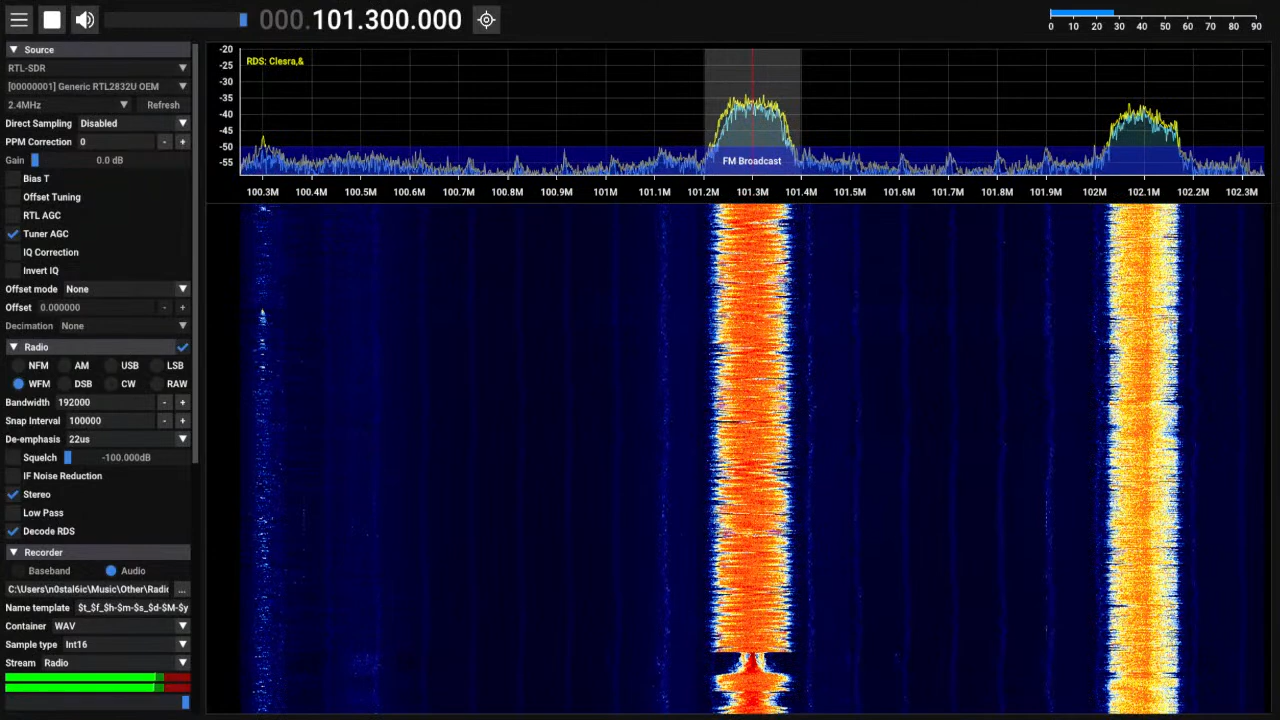 000.101.300.000
0 10 20 30 40 50 60 70 80 90
Source
RTL-SDR
[00000001] Generic RTL2832U OEM
2.4MHz Refresh
Direct Sampling Disabled
PPM Correction 0 - +
Gain 0.0 dB
Bias T
Offset Tuning
RTL AGC
Tuner AGC
IQ Correction
Invert IQ
Offset mode None
Offset 0.000000 - +
Decimation None
Radio
NFM AM USB LSB
WFM DSB CW RAW
Bandwidth 192000 - +
Snap Interval 100000 - +
De-emphasis 22us
Squelch -100.000dB
IF Noise Reduction
Stereo
Low Pass
Decode RDS
Recorder
Baseband Audio
...
Name template $t_$f_$h-$m-$s_$d-$M-$y
Container WAV
Sample type Int16
Stream Radio
-20
RDS: Clesra,&
-25
-30
-35
-40
-45
-50
-55
FM Broadcast
100.3M 100.4M 100.5M 100.6M 100.7M 100.8M 100.9M 101M 101.1M 101.2M 101.3M 101.4M 101.5M 101.6M 101.7M 101.8M 101.9M 102M 102.1M 102.2M 102.3M